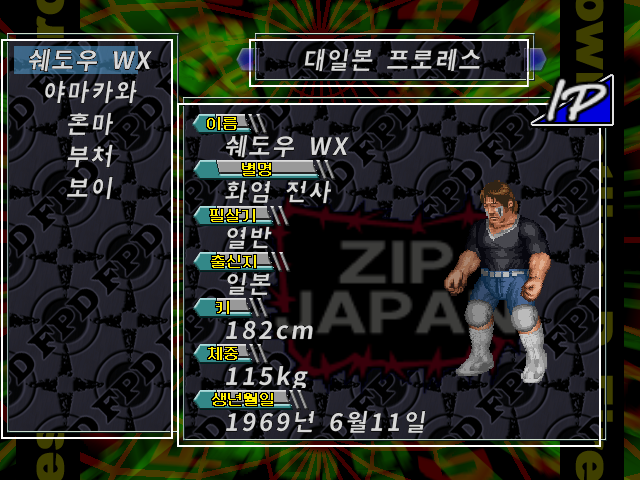 쉐도우 WX
야마카와
혼마
부처
보이
대일본 프로레스
1P
이름
쉐도우 WX
별명
화염 전사
필살기
열반
출신지
일본
키
182cm
체중
115kg
생년월일
1969년 6월11일
ZIP
JAPAN